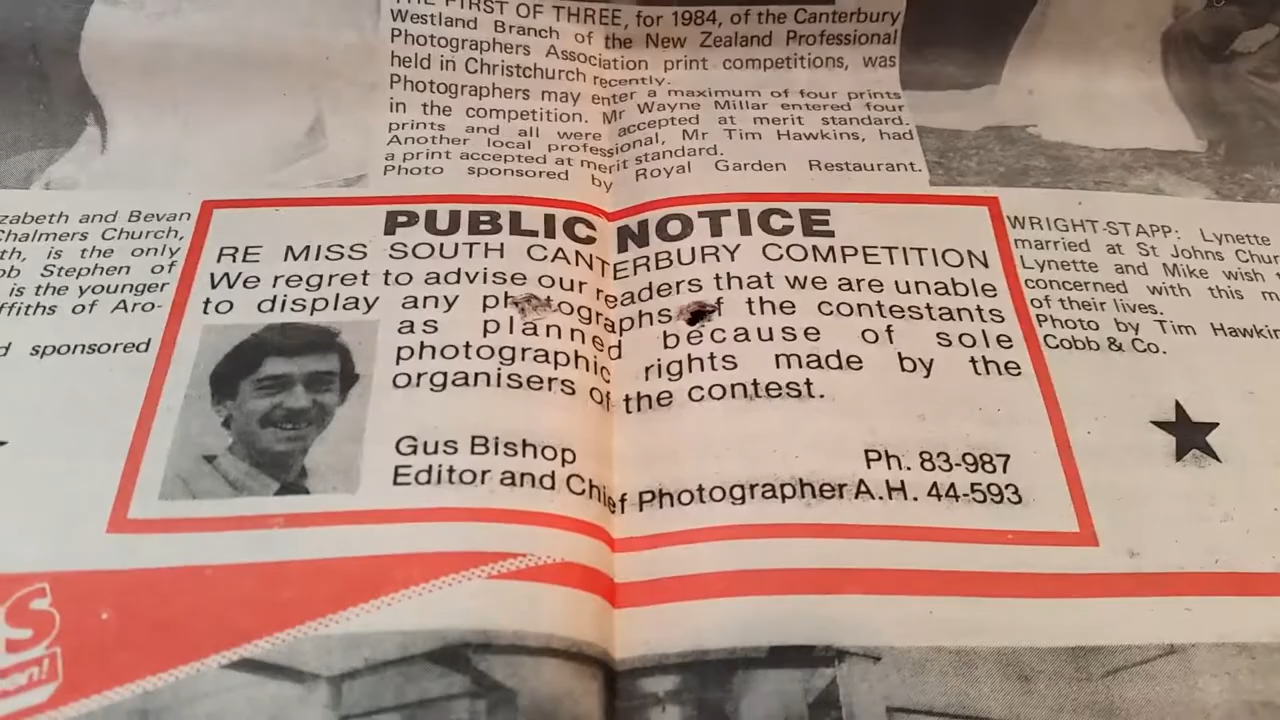 THE FIRST OF THREE, for 1984, of the Canterbury
Westland Branch of the New Zealand Professional
Photographers Association print competitions, was
held in Christchurch recently.
Photographers may enter a maximum of four prints
in the competition. Mr Wayne Millar entered four
prints and all were accepted at merit standard.
Another local professional, Mr Tim Hawkins, had
a print accepted at merit standard.
Photo sponsored by Royal Garden Restaurant.
zabeth and Bevan
Chalmers Church,
th, is the only
ob Stephen of
is the younger
ffiths of Aro-
d sponsored
PUBLIC NOTICE
RE MISS SOUTH CANTERBURY COMPETITION
We regret to advise our readers that we are unable
to display any photographs of the contestants
as planned because of sole
photographic rights made by the
organisers of the contest.
Gus Bishop
Editor and Chief Photographer
Ph. 83-987
A.H. 44-593
WRIGHT-STAPP: Lynette
married at St Johns Chur
Lynette and Mike wish
concerned with this m
of their lives.
Photo by Tim Hawkin
Cobb & Co.